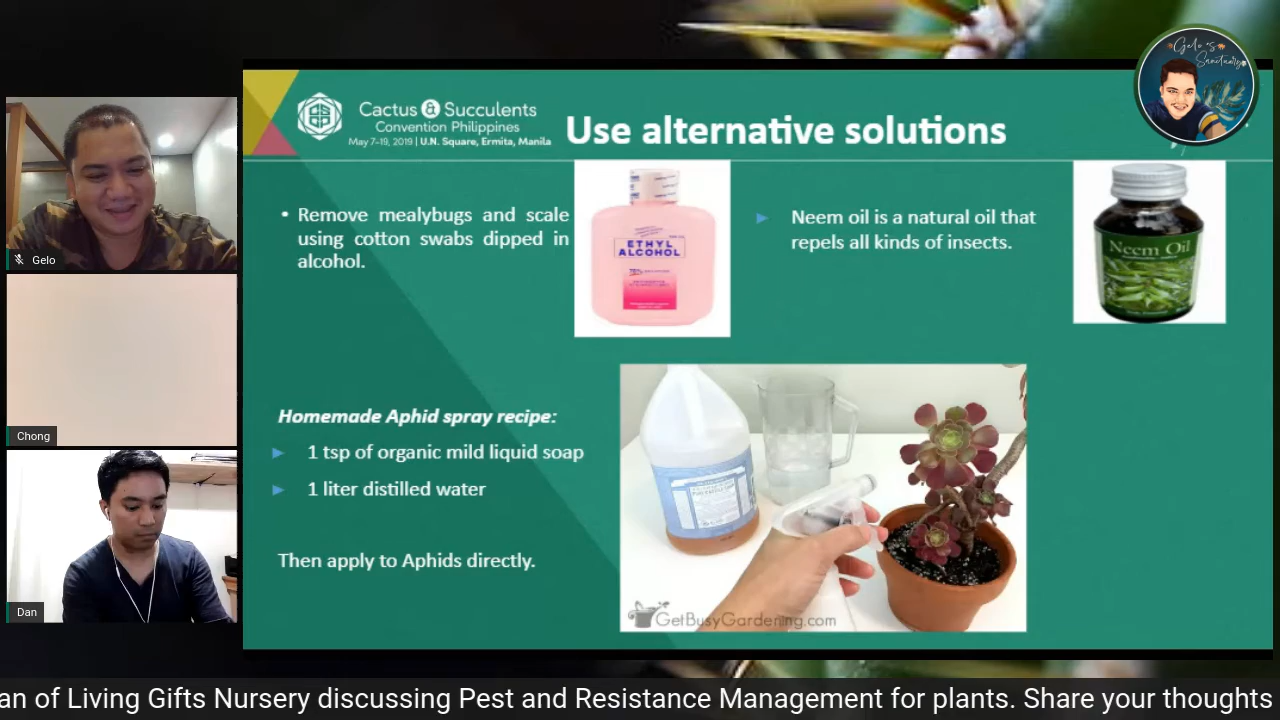 Gelo's
Sanctuary
Cactus & Succulents
Convention Philippines
May 7-19, 2019 | U.N. Square, Ermita, Manila
Use alternative solutions
• Remove mealybugs and scale
using cotton swabs dipped in
alcohol.
ETHYL
ALCOHOL
70%
Neem oil is a natural oil that
repels all kinds of insects.
Neem Oil
Gelo
Chong
Dan
Homemade Aphid spray recipe:
1 tsp of organic mild liquid soap
1 liter distilled water
Then apply to Aphids directly.
GetBusyGardening.com
an of Living Gifts Nursery discussing Pest and Resistance Management for plants. Share your thoughts